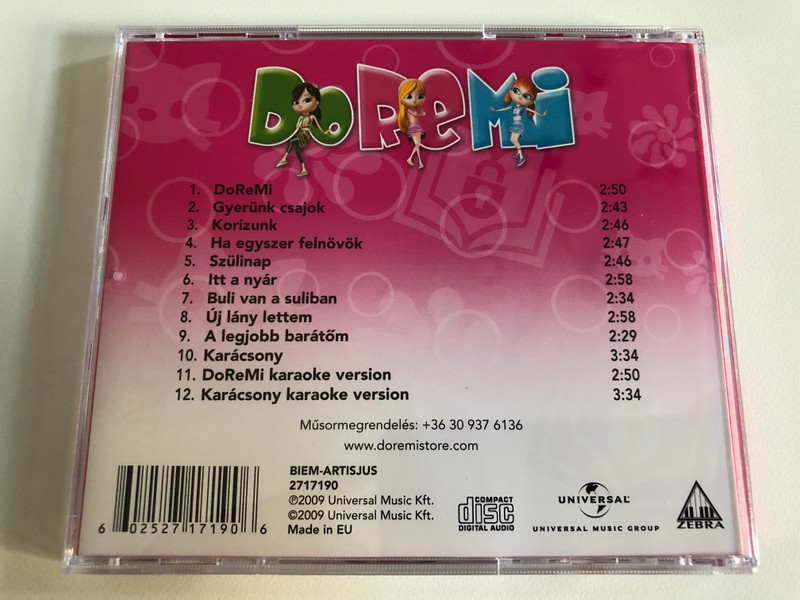 DoReMi
1. DoReMi 2:50
2. Gyerünk csajok 2:43
3. Korizunk 2:46
4. Ha egyszer felnövök 2:47
5. Szülinap 2:46
6. Itt a nyár 2:58
7. Buli van a suliban 2:34
8. Új lány lettem 2:58
9. A legjobb barátőm 2:29
10. Karácsony 3:34
11. DoReMi karaoke version 2:50
12. Karácsony karaoke version 3:34
Műsormegrendelés: +36 30 937 6136
www.doremistore.com
BIEM-ARTISJUS
2717190
℗2009 Universal Music Kft.
©2009 Universal Music Kft.
Made in EU
6 02527 17190 6
COMPACT
disc
DIGITAL AUDIO
UNIVERSAL
UNIVERSAL MUSIC GROUP
ZEBRA